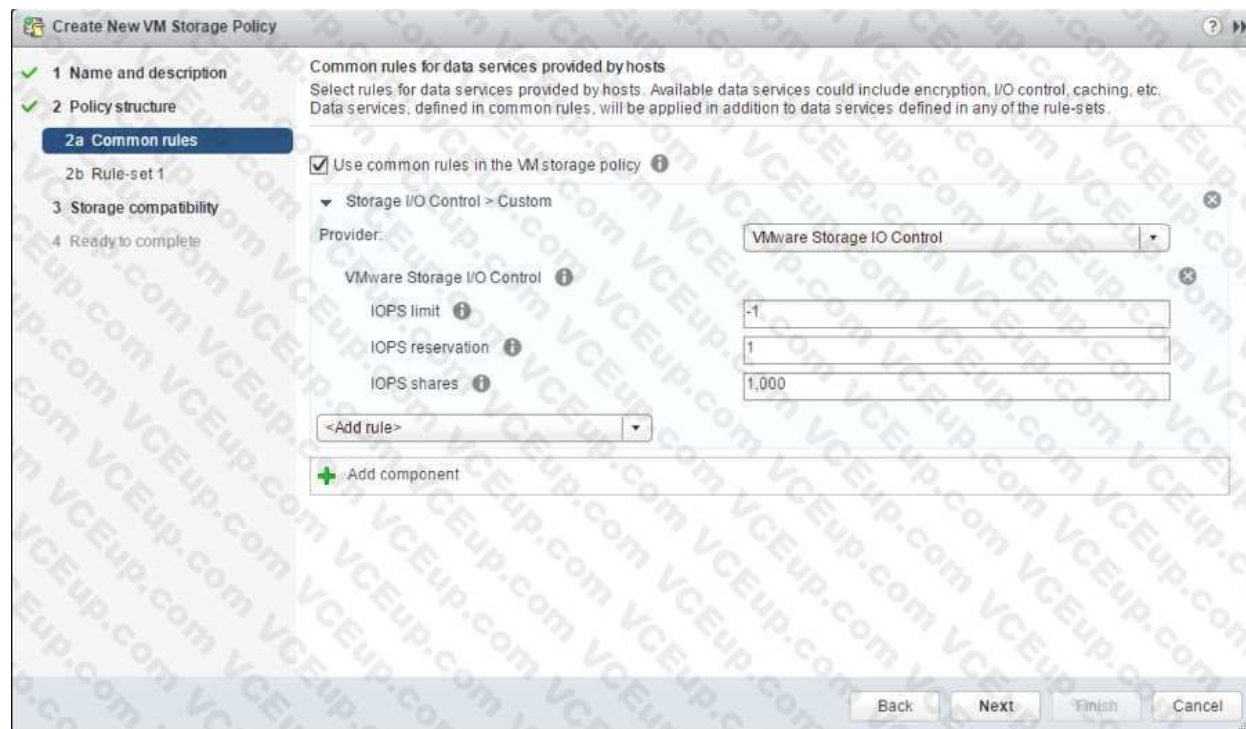 Create New VM Storage Policy
?
1 Name and description
2 Policy structure
2a Common rules
2b Rule-set 1
3 Storage compatibility
4 Ready to complete
Common rules for data services provided by hosts
Select rules for data services provided by hosts. Available data services could include encryption, I/O control, caching, etc.
Data services, defined in common rules, will be applied in addition to data services defined in any of the rule-sets.
Use common rules in the VM storage policy
Storage I/O Control > Custom
Provider:
VMware Storage IO Control
VMware Storage I/O Control
IOPS limit
-1
IOPS reservation
1
IOPS shares
1,000
<Add rule>
Add component
Back
Next
Finish
Cancel
VCEup.com